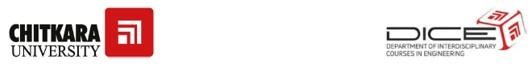 CHITKARA
UNIVERSITY
DICE
DEPARTMENT OF INTERDISCIPLINARY
COURSES IN ENGINEERING